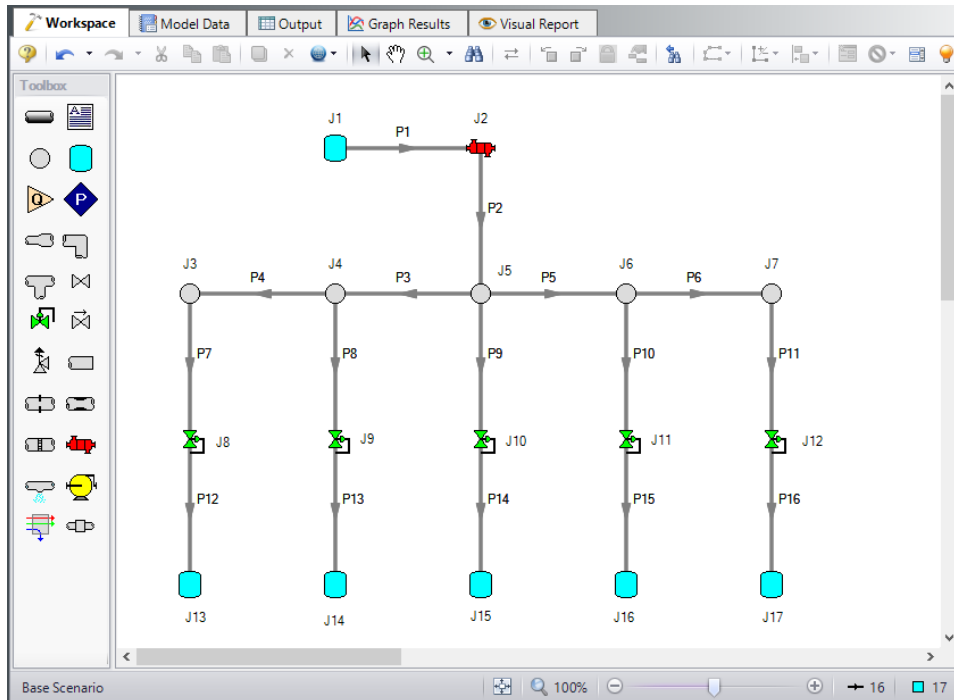 Workspace Model Data Output Graph Results Visual Report
Toolbox
A
Q P
J1 P1 J2
P2
J3 P4 J4 P3 J5 P5 J6 P6 J7
P7 P8 P9 P10 P11
J8 J9 J10 J11 J12
P12 P13 P14 P15 P16
J13 J14 J15 J16 J17
Base Scenario 100% 16 17